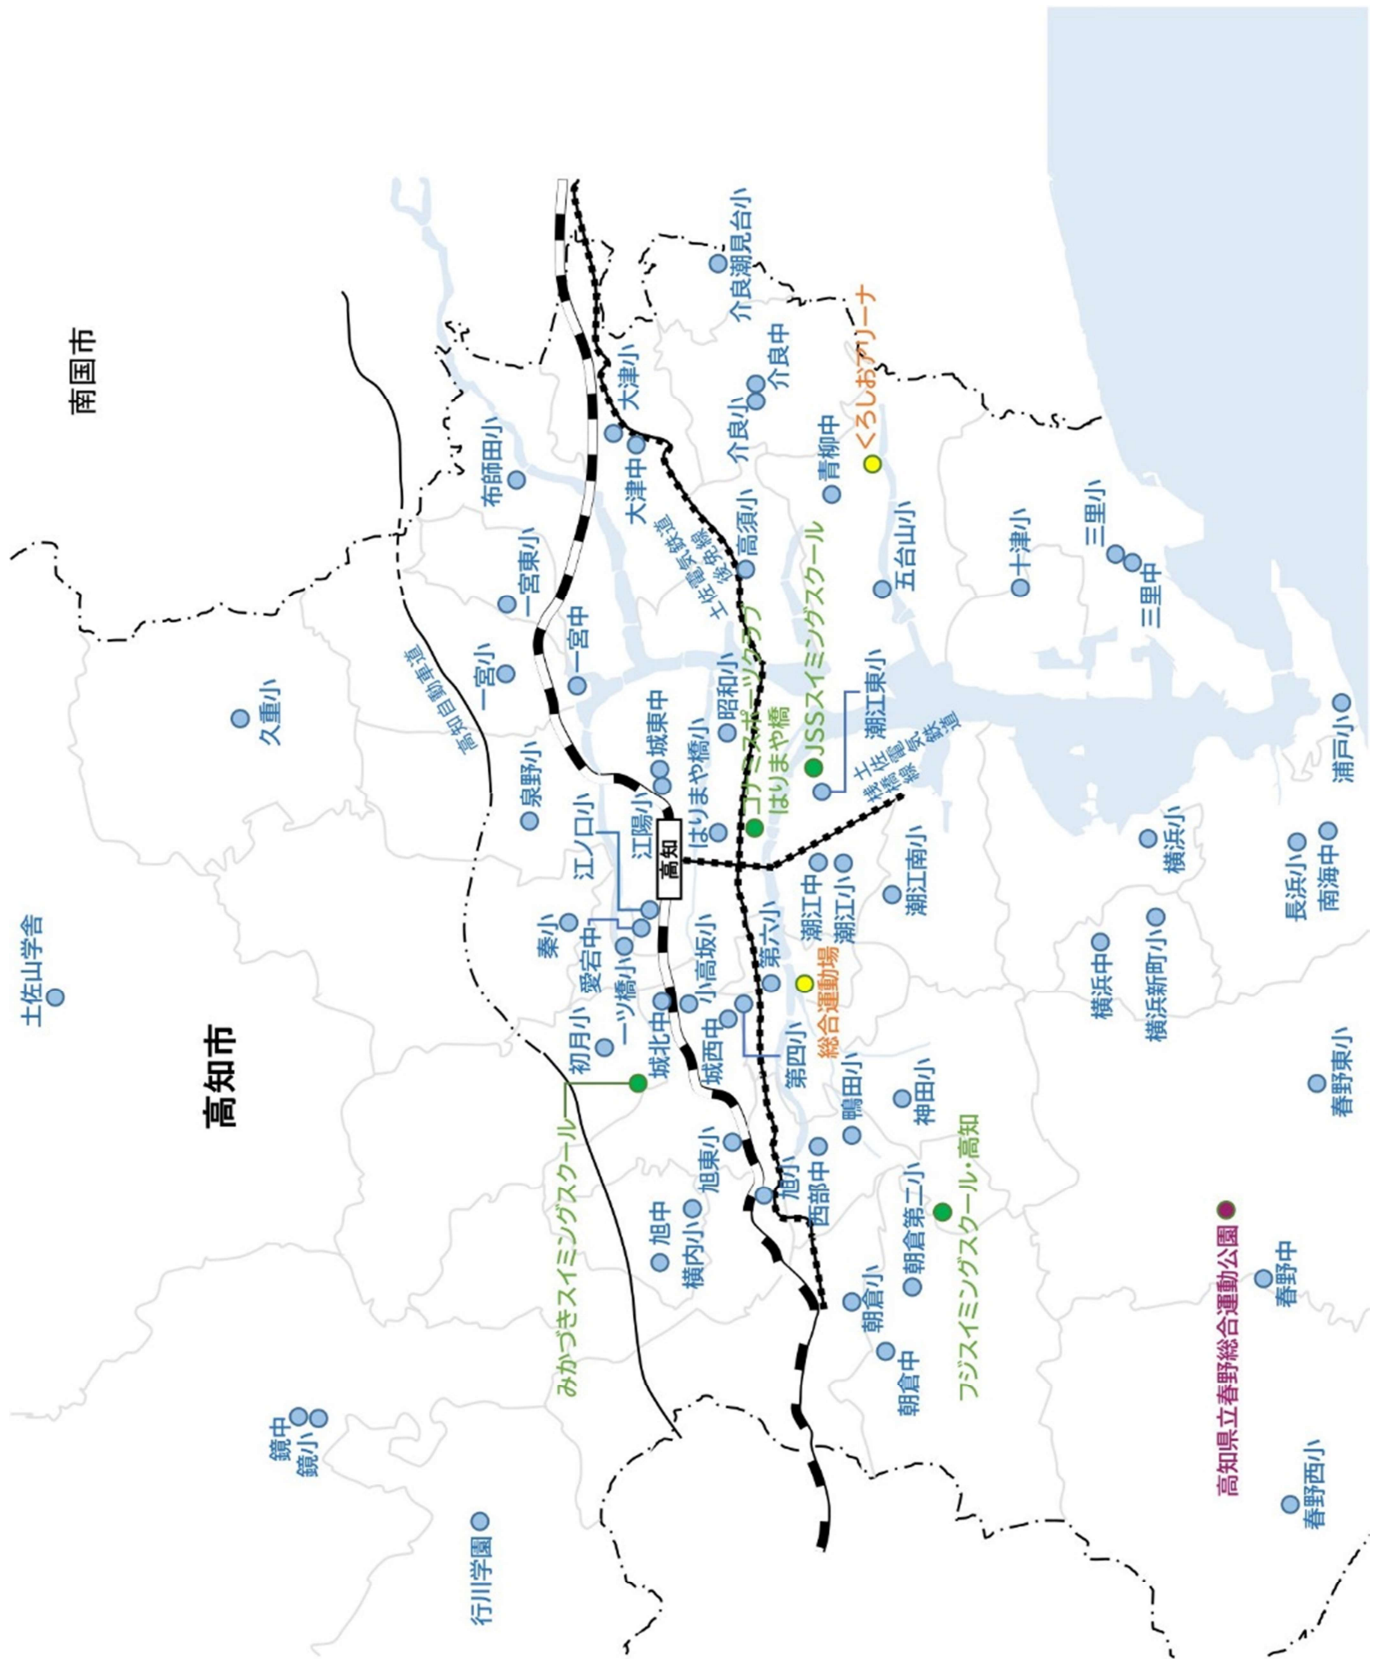 土佐山学舎
高知市
南国市
久重小
鏡中
鏡小
行川学園
高知自動車道
みかづきスイミングスクール
初月小
秦小
愛宕中
一ツ橋小
江ノ口小
泉野小
一宮小
一宮東小
一宮中
布師田小
大津小
大津中
城北中
小高坂小
江陽小
高知
城東中
はりまや橋小
昭和小
土佐電気鉄道
後免線
高須小
介良潮見台小
介良小
介良中
旭中
横内小
旭東小
旭小
城西中
第四小
第六小
コナミスポーツクラブ
はりまや橋
JSSスイミングスクール
青柳中
くろしおアリーナ
西部中
鴨田小
総合運動場
潮江中
潮江小
潮江東小
土佐電気鉄道
桟橋線
五台山小
朝倉中
朝倉小
朝倉第二小
神田小
潮江南小
フジスイミングスクール・高知
十津小
三里小
三里中
横浜中
横浜新町小
横浜小
高知県立春野総合運動公園
春野西小
春野中
春野東小
長浜小
南海中
浦戸小